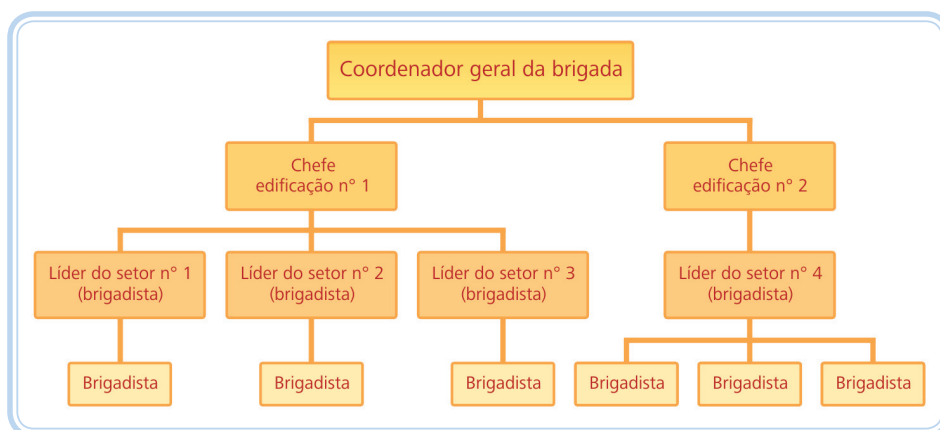 Coordenador geral da brigada
Chefe
edificação n° 1
Chefe
edificação n° 2
Líder do setor n° 1
(brigadista)
Líder do setor n° 2
(brigadista)
Líder do setor n° 3
(brigadista)
Líder do setor n° 4
(brigadista)
Brigadista
Brigadista
Brigadista
Brigadista
Brigadista
Brigadista